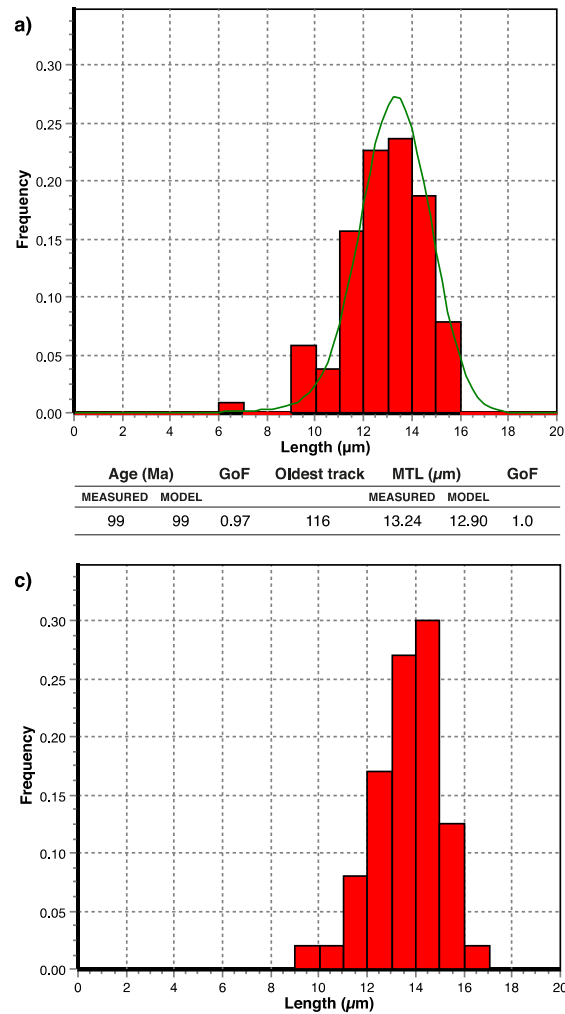 a)
0.30
0.25
0.20
0.15
0.10
0.05
0.00
Frequency
0 2 4 6 8 10 12 14 16 18 20
Length (µm)
Age (Ma) GoF Oldest track MTL (µm) GoF
MEASURED MODEL MEASURED MODEL
99 99 0.97 116 13.24 12.90 1.0
c)
0.30
0.25
0.20
0.15
0.10
0.05
0.00
Frequency
0 2 4 6 8 10 12 14 16 18 20
Length (µm)